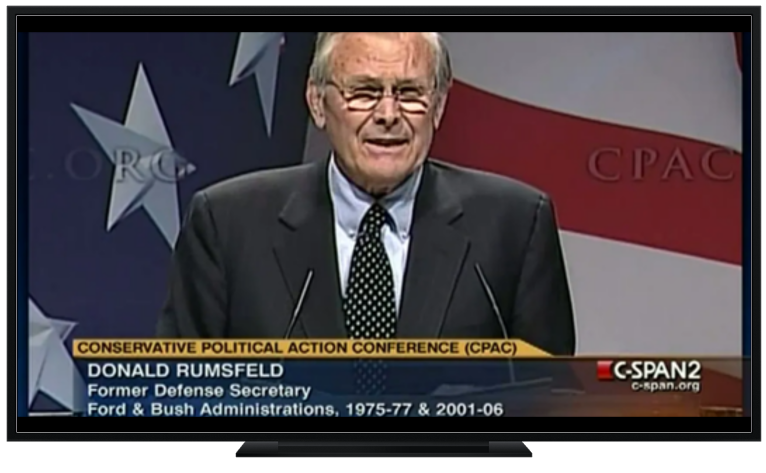 .ORG
CPAC
CONSERVATIVE POLITICAL ACTION CONFERENCE (CPAC)
DONALD RUMSFELD
C-SPAN2
Former Defense Secretary
c-span.org
Ford & Bush Administrations, 1975-77 & 2001-06